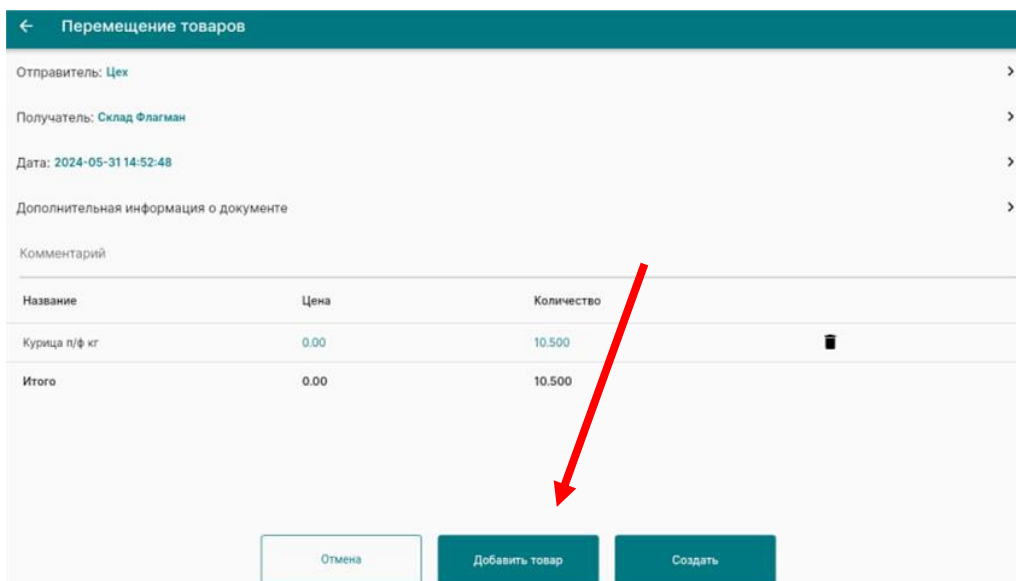 Перемещение товаров
Отправитель: Цех
Получатель: Склад Флагман
Дата: 2024-05-31 14:52:48
Дополнительная информация о документе
Комментарий
Название Цена Количество
Курица п/ф кг 0.00 10.500
Итого 0.00 10.500
Отмена Добавить товар Создать